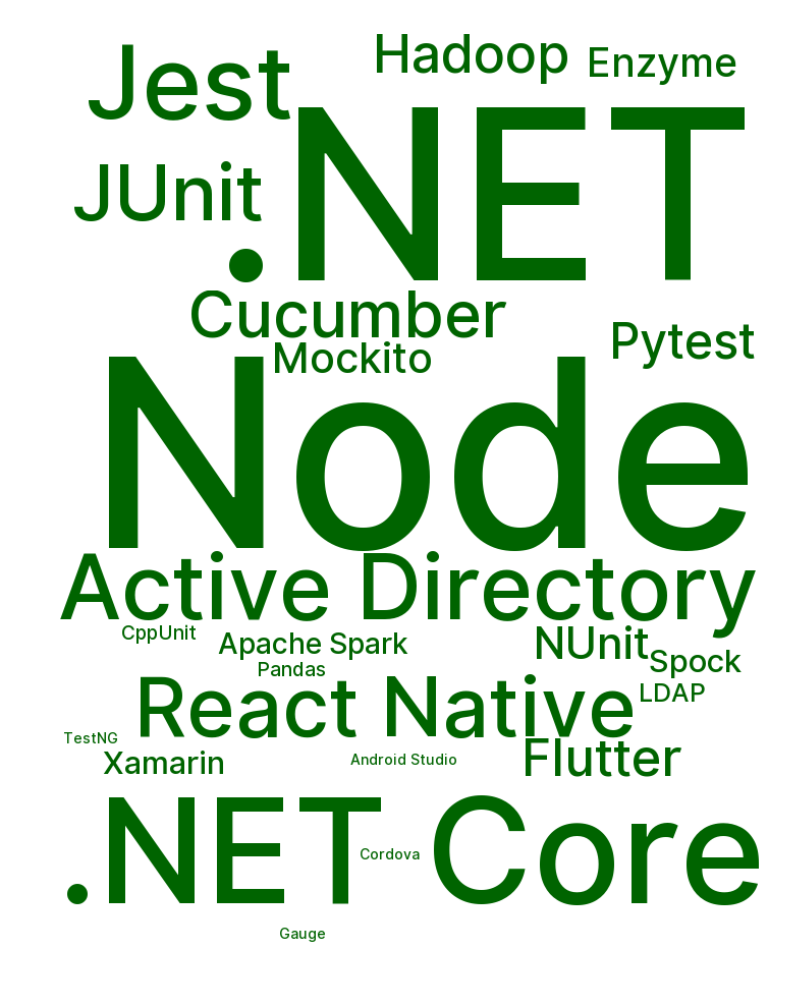 Hadoop
Enzyme
Jest
.NET
JUnit
Cucumber
Pytest
Mockito
Node
Active Directory
CppUnit
Apache Spark
NUnit
Spock
Pandas
LDAP
React Native
TestNG
Xamarin
Android Studio
Flutter
.NET Core
Cordova
Gauge